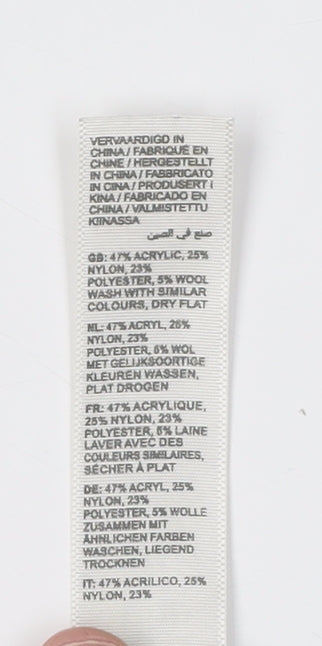 VERVAARDIGD IN
CHINA / FABRIQUÉ EN
CHINE / HERGESTELLT
IN CHINA / FABBRICATO
IN CINA / PRODUSERT I
KINA / FABRICADO EN
CHINA / VALMISTETTU
KIINASSA
صنع في الصين
GB: 47% ACRYLIC, 25%
NYLON, 23%
POLYESTER, 5% WOOL
WASH WITH SIMILAR
COLOURS, DRY FLAT
NL: 47% ACRYL, 25%
NYLON, 23%
POLYESTER, 5% WOL
MET GELIJKSOORTIGE
KLEUREN WASSEN,
PLAT DROGEN
FR: 47% ACRYLIQUE,
25% NYLON, 23%
POLYESTER, 5% LAINE
LAVER AVEC DES
COULEURS SIMILAIRES,
SÉCHER À PLAT
DE: 47% ACRYL, 25%
NYLON, 23%
POLYESTER, 5% WOLLE
ZUSAMMEN MIT
ÄHNLICHEN FARBEN
WASCHEN, LIEGEND
TROCKNEN
IT: 47% ACRILICO, 25%
NYLON, 23%